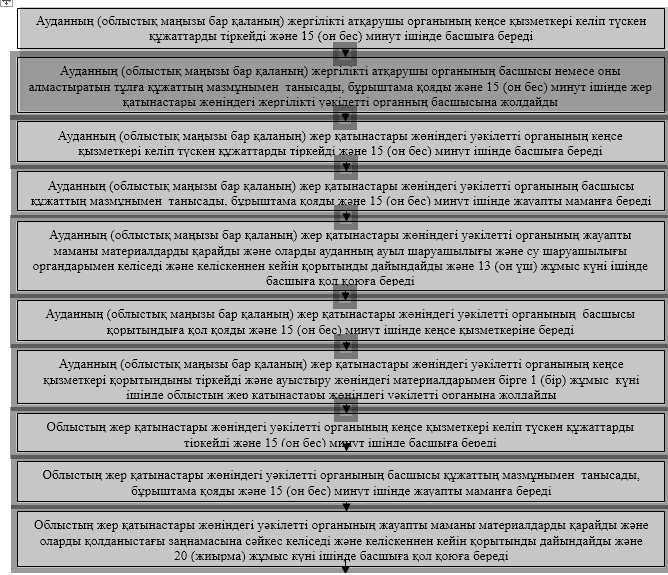 Ауданның (облыстық маңызы бар қаланың) жергілікті атқарушы органының кеңсе қызметкері келіп түскен
құжаттарды тіркейді және 15 (он бес) минут ішінде басшыға береді
Ауданның (облыстық маңызы бар қаланың) жергілікті атқарушы органының басшысы немесе оны
алмастыратын тұлға құжаттың мазмұнымен танысады, бұрыштама қояды және 15 (он бес) минут ішінде жер
қатынастары жөніндегі жергілікті уәкілетті органның басшысына жолдайды
Ауданның (облыстық маңызы бар қаланың) жер қатынастары жөніндегі уәкілетті органының кеңсе
қызметкері келіп түскен құжаттарды тіркейді және 15 (он бес) минут ішінде басшыға береді
Ауданның (облыстық маңызы бар қаланың) жер қатынастары жөніндегі уәкілетті органының басшысы
құжаттың мазмұнымен танысады, бұрыштама қояды және 15 (он бес) минут ішінде жауапты маманға береді
Ауданның (облыстық маңызы бар қаланың) жер қатынастары жөніндегі уәкілетті органының жауапты
маманы материалдарды қарайды және оларды ауданның ауыл шаруашылығы және су шаруашылығы
органдарымен келіседі және келіскеннен кейін қорытынды дайындайды және 13 (он үш) жұмыс күні ішінде
басшыға қол қоюға береді
Ауданның (облыстық маңызы бар қаланың) жер қатынастары жөніндегі уәкілетті органының басшысы
қорытындыға қол қояды және 15 (он бес) минут ішінде кеңсе қызметкеріне береді
Ауданның (облыстық маңызы бар қаланың) жер қатынастары жөніндегі уәкілетті органының кеңсе
қызметкері қорытындыны тіркейді және ауыстыру жөніндегі материалдарымен бірге 1 (бір) жұмыс күні
ішінде облыстың жер қатынастары жөніндегі уәкілетті органына жолдайды
Облыстың жер қатынастары жөніндегі уәкілетті органының кеңсе қызметкері келіп түскен құжаттарды
тіркейді және 15 (он бес) минут ішінде басшыға береді
Облыстың жер қатынастары жөніндегі уәкілетті органының басшысы құжаттың мазмұнымен танысады,
бұрыштама қояды және 15 (он бес) минут ішінде жауапты маманға береді
Облыстың жер қатынастары жөніндегі уәкілетті органының жауапты маманы материалдарды қарайды және
оларды қолданыстағы заңнамасына сәйкес келіседі және келіскеннен кейін қорытынды дайындайды және
20 (жиырма) жұмыс күні ішінде басшыға қол қоюға береді